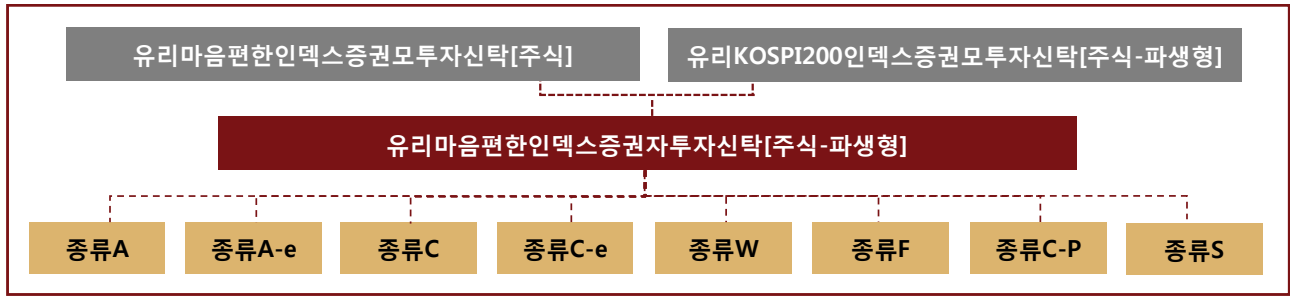 유리마음편한인덱스증권모투자신탁[주식]
유리KOSPI200인덱스증권모투자신탁[주식-파생형]
유리마음편한인덱스증권자투자신탁[주식-파생형]
종류A
종류A-e
종류C
종류C-e
종류W
종류F
종류C-P
종류S